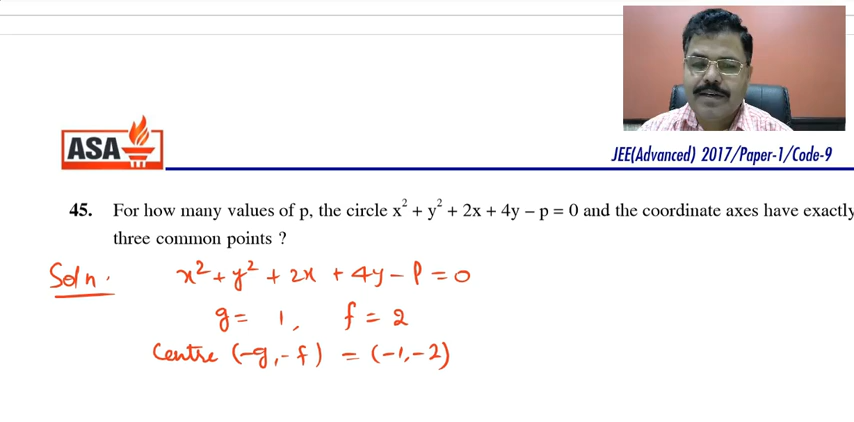 ASA
JEE(Advanced) 2017/Paper-1/Code-9
45. For how many values of p, the circle x² + y² + 2x + 4y – p = 0 and the coordinate axes have exactly
three common points ?
Soln. x² + y² + 2x + 4y - P = 0
g = 1, f = 2
Centre (-g, -f) = (-1, -2)